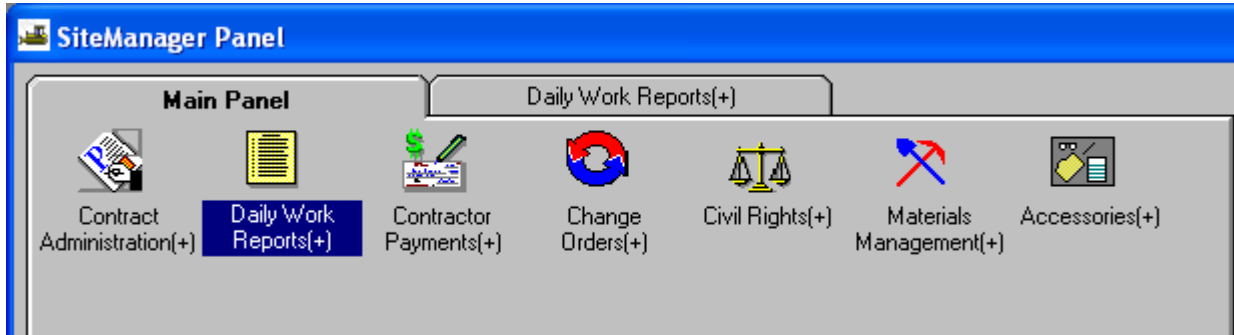 SiteManager Panel
Main Panel
Daily Work Reports(+)
Contract
Administration(+)
Daily Work
Reports(+)
Contractor
Payments(+)
Change
Orders(+)
Civil Rights(+)
Materials
Management(+)
Accessories(+)